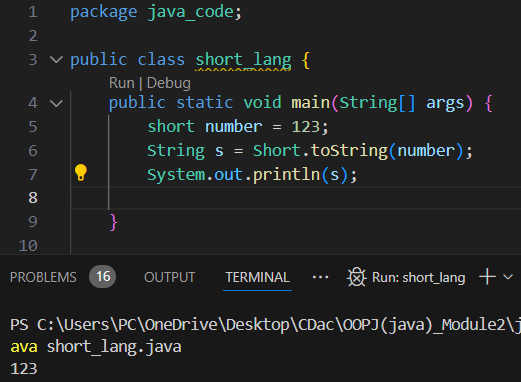 1 package java_code;
2
3 public class short_lang {
Run | Debug
4 public static void main(String[] args) {
5 short number = 123;
6 String s = Short.toString(number);
7 System.out.println(s);
8
9 }
10
PROBLEMS 16 OUTPUT TERMINAL ··· Run: short_lang
PS C:\Users\PC\OneDrive\Desktop\CDac\OOPJ(java)_Module2\j
ava short_lang.java
123